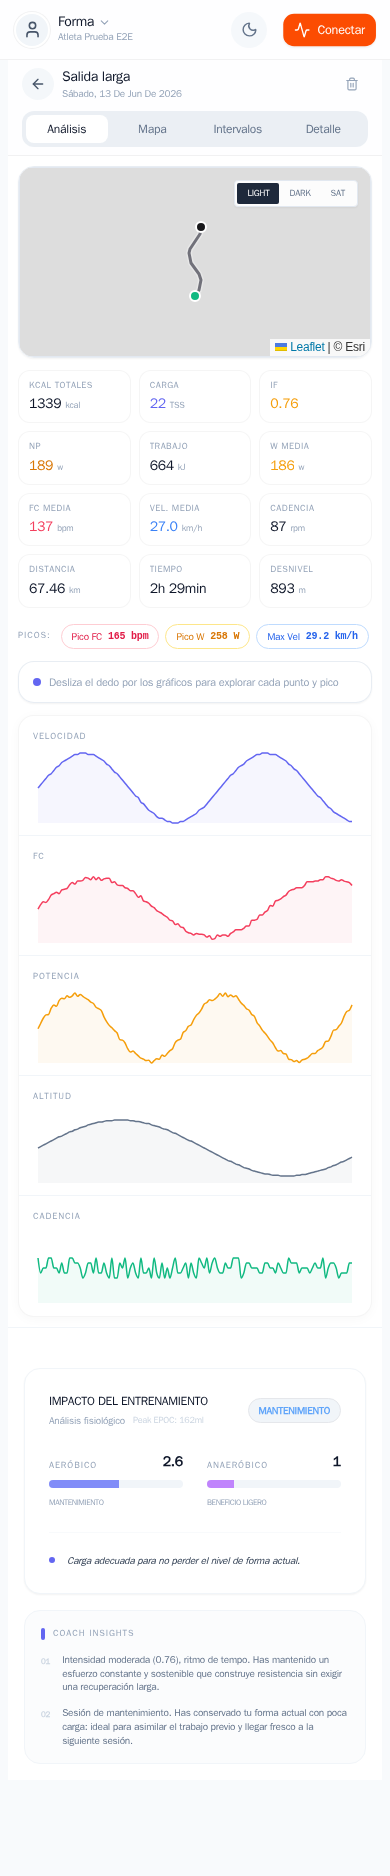 Forma
Atleta Prueba E2E
Conectar
Salida larga
Sábado, 13 De Jun De 2026
Análisis
Mapa
Intervalos
Detalle
LIGHT
DARK
SAT
Leaflet | © Esri
KCAL TOTALES
1339 kcal
CARGA
22 TSS
IF
0.76
NP
189 w
TRABAJO
664 kJ
W MEDIA
186 w
FC MEDIA
137 bpm
VEL. MEDIA
27.0 km/h
CADENCIA
87 rpm
DISTANCIA
67.46 km
TIEMPO
2h 29min
DESNIVEL
893 m
PICOS:
Pico FC 165 bpm
Pico W 258 W
Max Vel 29.2 km/h
Desliza el dedo por los gráficos para explorar cada punto y pico
VELOCIDAD
FC
POTENCIA
ALTITUD
CADENCIA
IMPACTO DEL ENTRENAMIENTO
Análisis fisiológico
Peak EPOC: 162ml
MANTENIMIENTO
AERÓBICO
2.6
MANTENIMIENTO
ANAERÓBICO
1
BENEFICIO LIGERO
Carga adecuada para no perder el nivel de forma actual.
COACH INSIGHTS
01
Intensidad moderada (0.76), ritmo de tempo. Has mantenido un
esfuerzo constante y sostenible que construye resistencia sin exigir
una recuperación larga.
02
Sesión de mantenimiento. Has conservado tu forma actual con poca
carga: ideal para asimilar el trabajo previo y llegar fresco a la
siguiente sesión.